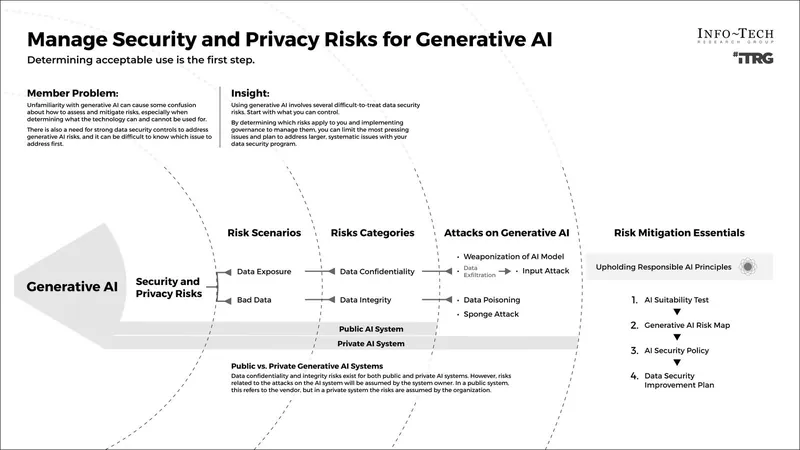 Manage Security and Privacy Risks for Generative AI
Determining acceptable use is the first step.
INFO~TECH
RESEARCH GROUP
#iTRG
Member Problem:
Unfamiliarity with generative AI can cause some confusion
about how to assess and mitigate risks, especially when
determining what the technology can and cannot be used for.
There is also a need for strong data security controls to address
generative AI risks, and it can be difficult to know which issue to
address first.
Insight:
Using generative AI involves several difficult-to-treat data security
risks. Start with what you can control.
By determining which risks apply to you and implementing
governance to manage them, you can limit the most pressing
issues and plan to address larger, systematic issues with your
data security program.
Generative AI
Security and
Privacy Risks
Risk Scenarios
Data Exposure
Bad Data
Risks Categories
Data Confidentiality
Data Integrity
Attacks on Generative AI
• Weaponization of AI Model
• Data
Exfiltration
• Input Attack
• Data Poisoning
• Sponge Attack
Public AI System
Private AI System
Public vs. Private Generative AI Systems
Data confidentiality and integrity risks exist for both public and private AI systems. However, risks
related to the attacks on the AI system will be assumed by the system owner. In a public system,
this refers to the vendor, but in a private system the risks are assumed by the organization.
Risk Mitigation Essentials
Upholding Responsible AI Principles
1. AI Suitability Test
2. Generative AI Risk Map
3. AI Security Policy
4. Data Security
Improvement Plan